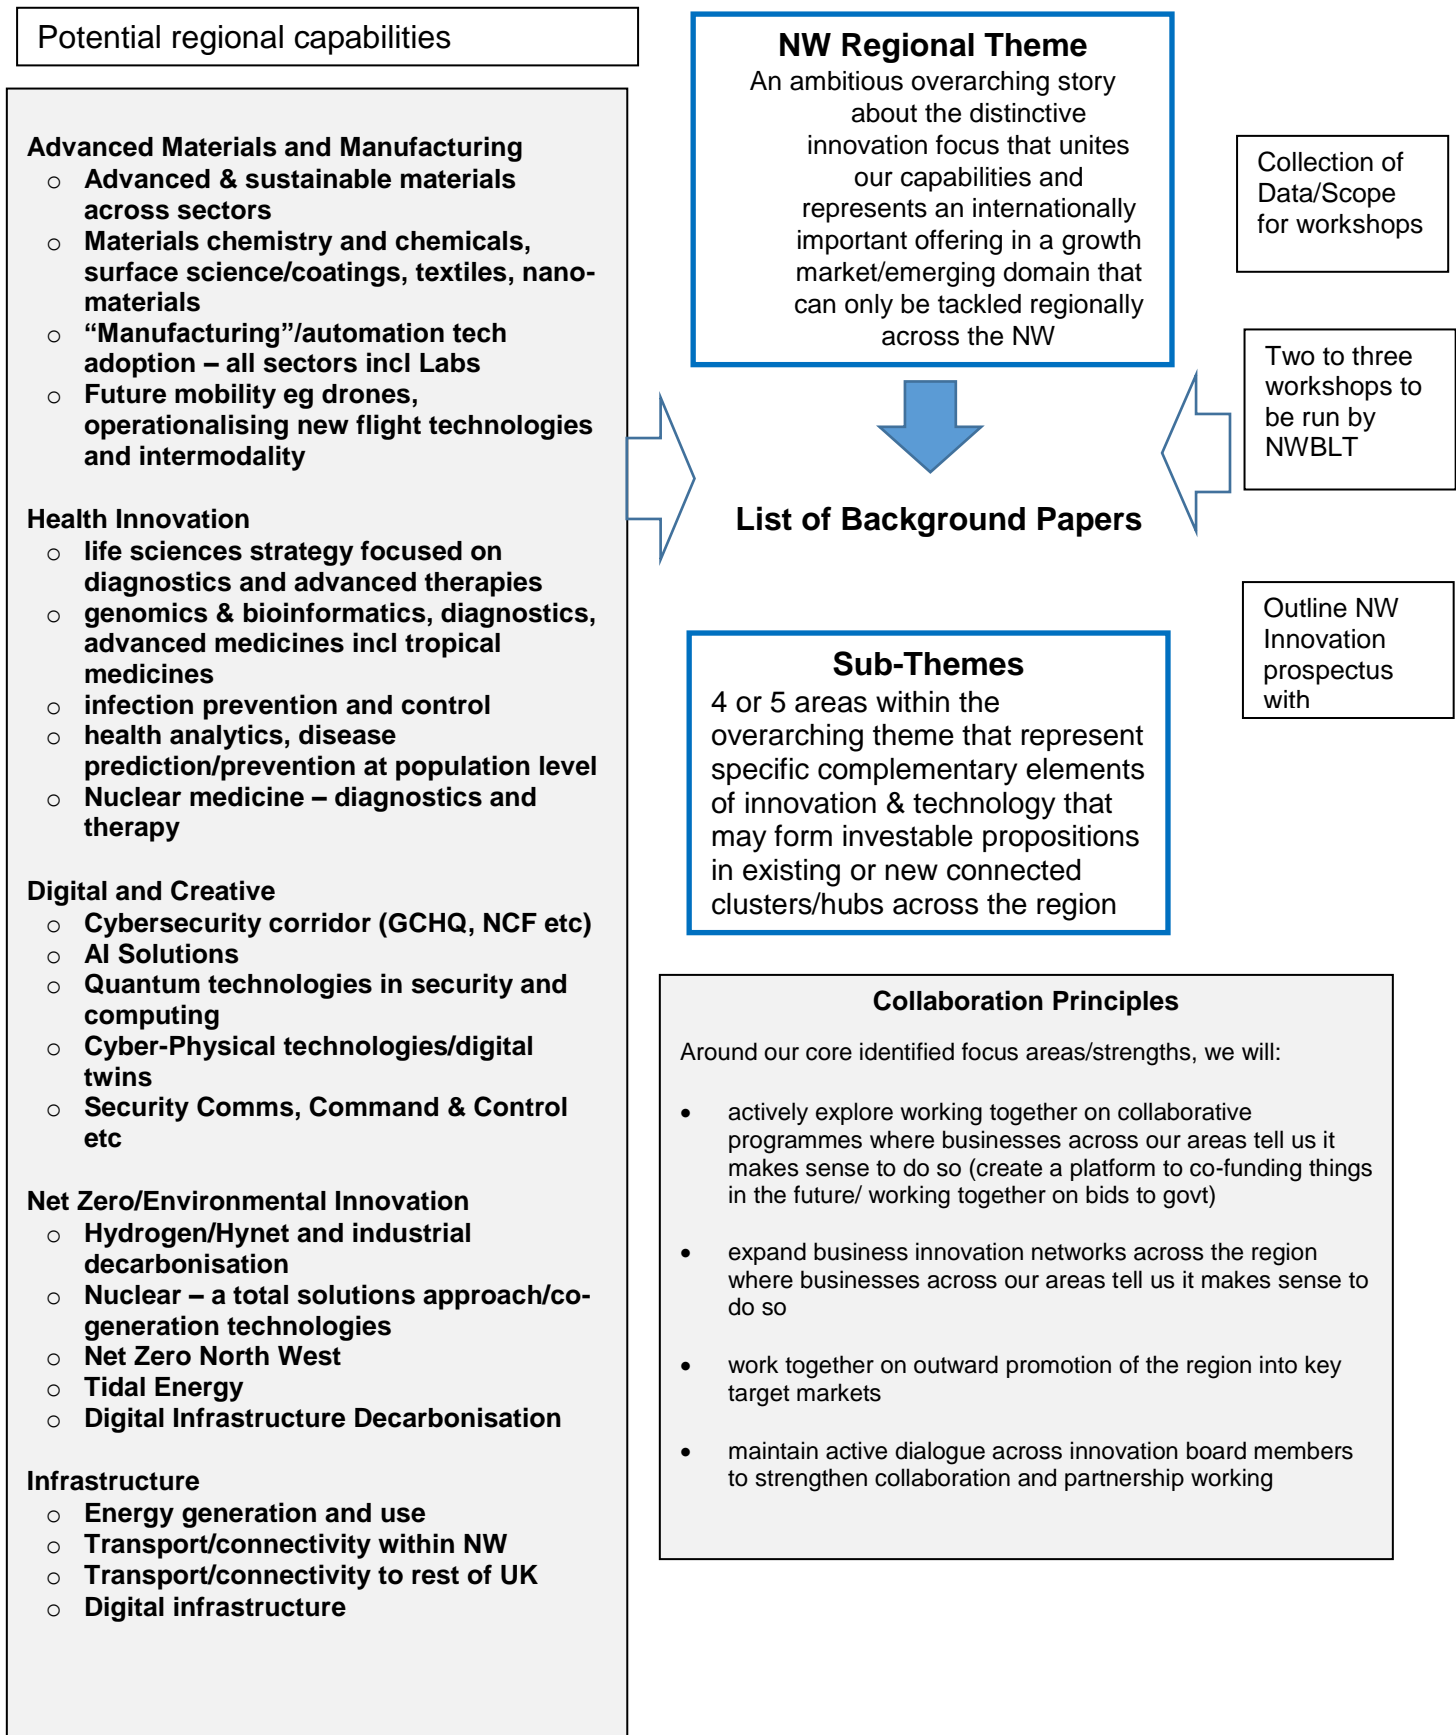 Potential regional capabilities
Advanced Materials and Manufacturing
o Advanced & sustainable materials
across sectors
o Materials chemistry and chemicals,
surface science/coatings, textiles, nano-
materials
o “Manufacturing”/automation tech
adoption – all sectors incl Labs
o Future mobility eg drones,
operationalising new flight technologies
and intermodality
Health Innovation
o life sciences strategy focused on
diagnostics and advanced therapies
o genomics & bioinformatics, diagnostics,
advanced medicines incl tropical
medicines
o infection prevention and control
o health analytics, disease
prediction/prevention at population level
o Nuclear medicine – diagnostics and
therapy
Digital and Creative
o Cybersecurity corridor (GCHQ, NCF etc)
o AI Solutions
o Quantum technologies in security and
computing
o Cyber-Physical technologies/digital
twins
o Security Comms, Command & Control
etc
Net Zero/Environmental Innovation
o Hydrogen/Hynet and industrial
decarbonisation
o Nuclear – a total solutions approach/co-
generation technologies
o Net Zero North West
o Tidal Energy
o Digital Infrastructure Decarbonisation
Infrastructure
o Energy generation and use
o Transport/connectivity within NW
o Transport/connectivity to rest of UK
o Digital infrastructure
NW Regional Theme
An ambitious overarching story
about the distinctive
innovation focus that unites
our capabilities and
represents an internationally
important offering in a growth
market/emerging domain that
can only be tackled regionally
across the NW
List of Background Papers
Sub-Themes
4 or 5 areas within the
overarching theme that represent
specific complementary elements
of innovation & technology that
may form investable propositions
in existing or new connected
clusters/hubs across the region
Collection of
Data/Scope
for workshops
Two to three
workshops to
be run by
NWBLT
Outline NW
Innovation
prospectus
with
Collaboration Principles
Around our core identified focus areas/strengths, we will:
• actively explore working together on collaborative
programmes where businesses across our areas tell us it
makes sense to do so (create a platform to co-funding things
in the future/ working together on bids to govt)
• expand business innovation networks across the region
where businesses across our areas tell us it makes sense to
do so
• work together on outward promotion of the region into key
target markets
• maintain active dialogue across innovation board members
to strengthen collaboration and partnership working